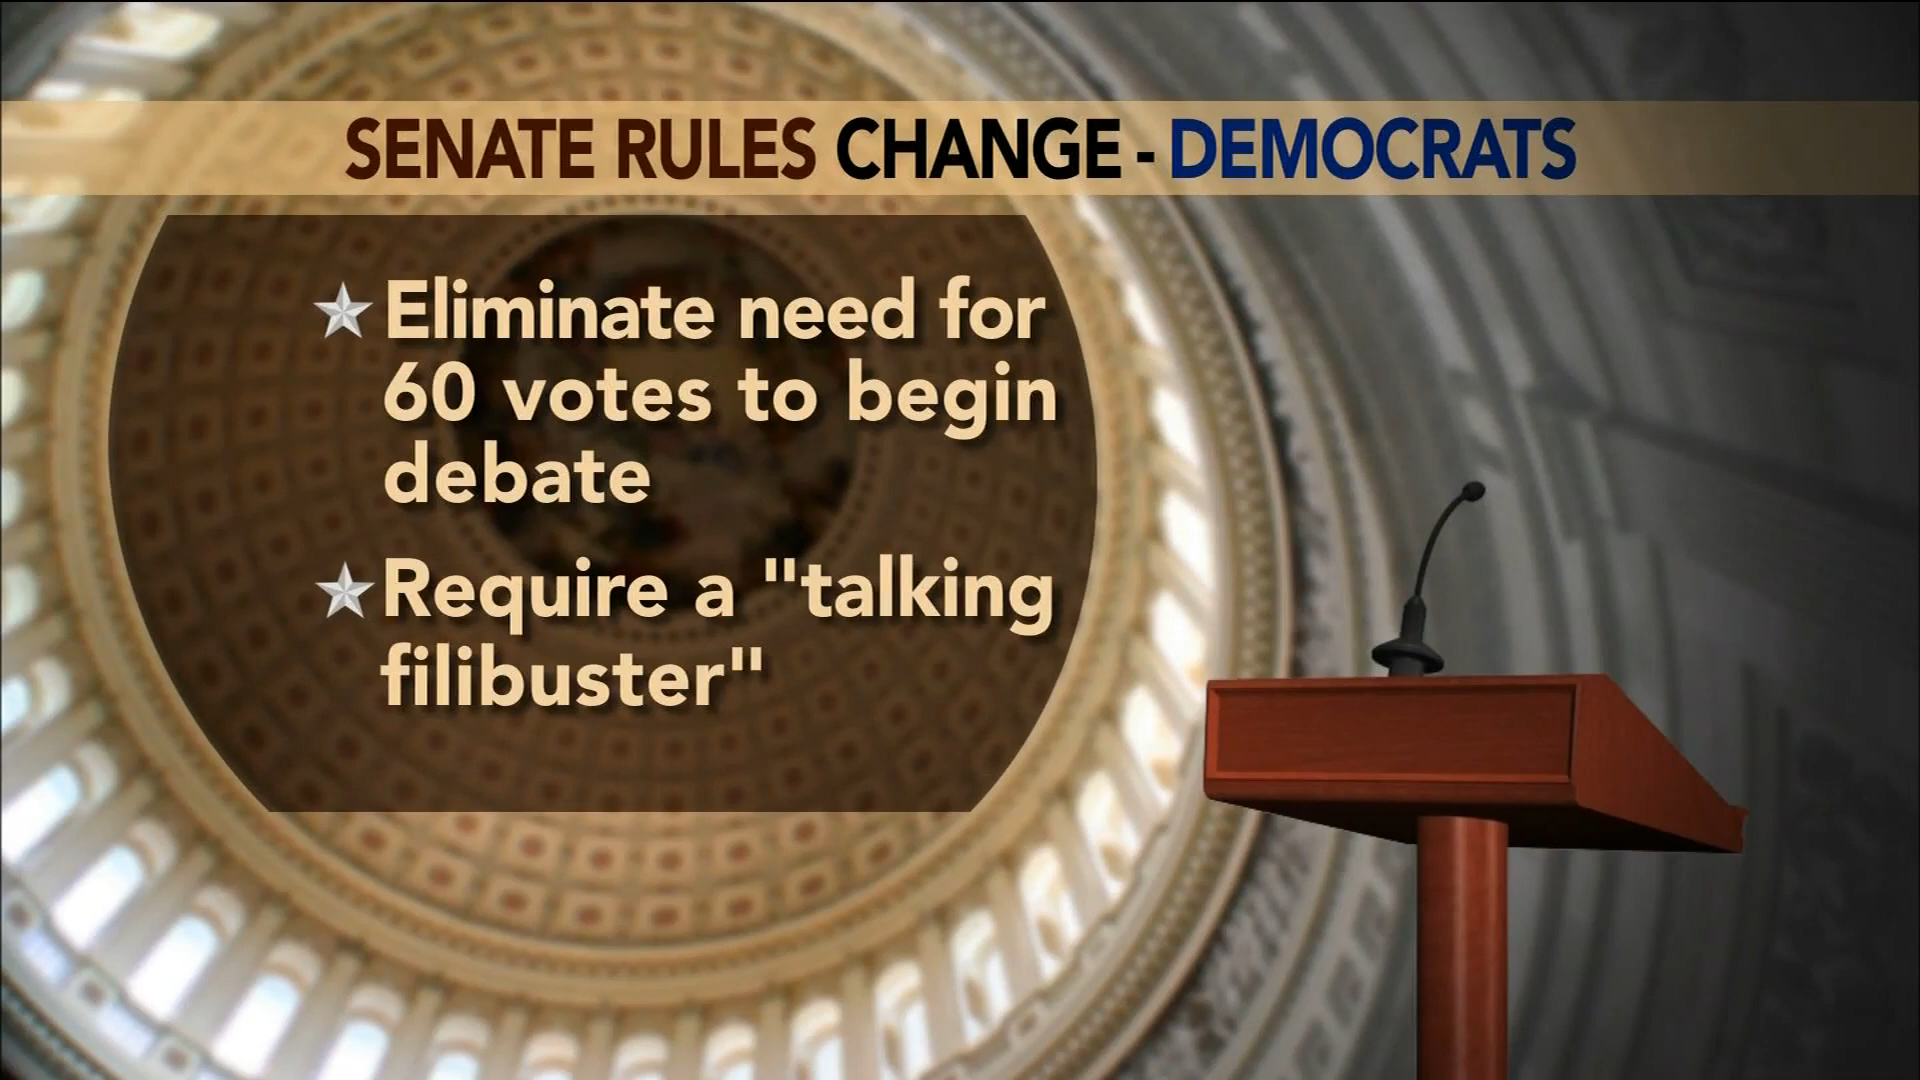 SENATE RULES CHANGE - DEMOCRATS
Eliminate need for
60 votes to begin
debate
Require a "talking
filibuster"